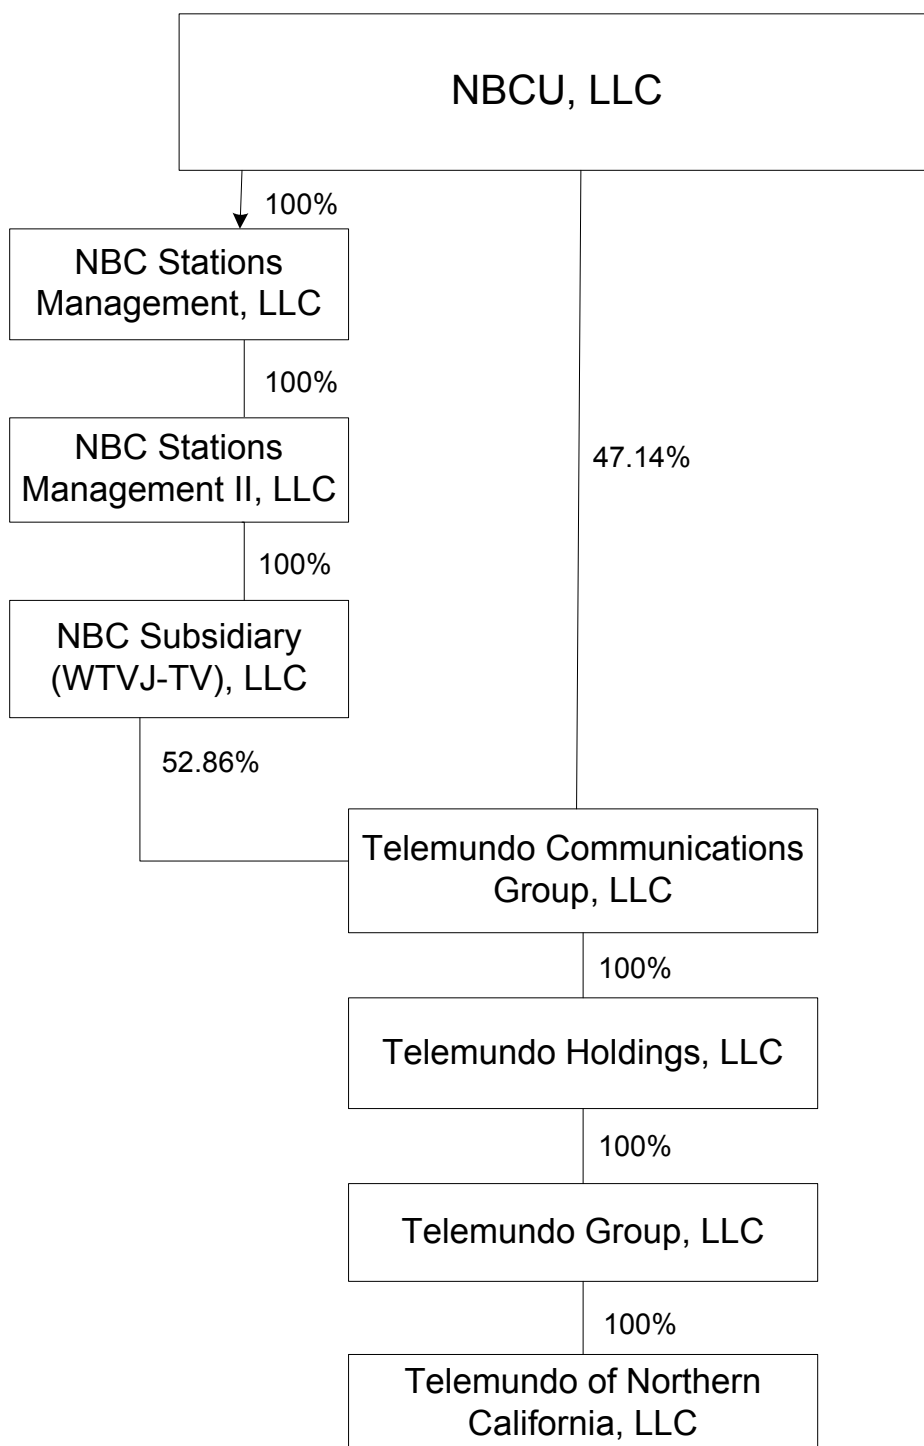 NBCU, LLC
100%
NBC Stations
Management, LLC
100%
NBC Stations
Management II, LLC
47.14%
100%
NBC Subsidiary
(WTVJ-TV), LLC
52.86%
Telemundo Communications
Group, LLC
100%
Telemundo Holdings, LLC
100%
Telemundo Group, LLC
100%
Telemundo of Northern
California, LLC